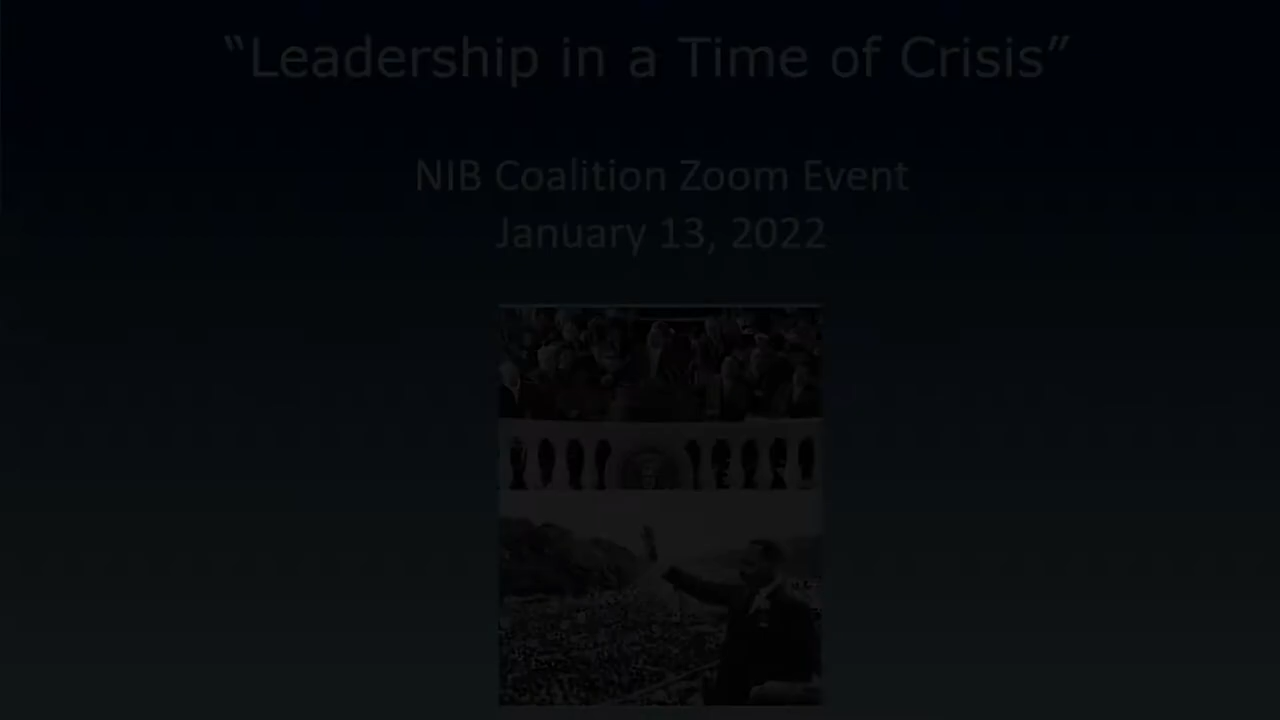 “Leadership in a Time of Crisis”
NIB Coalition Zoom Event
January 13, 2022